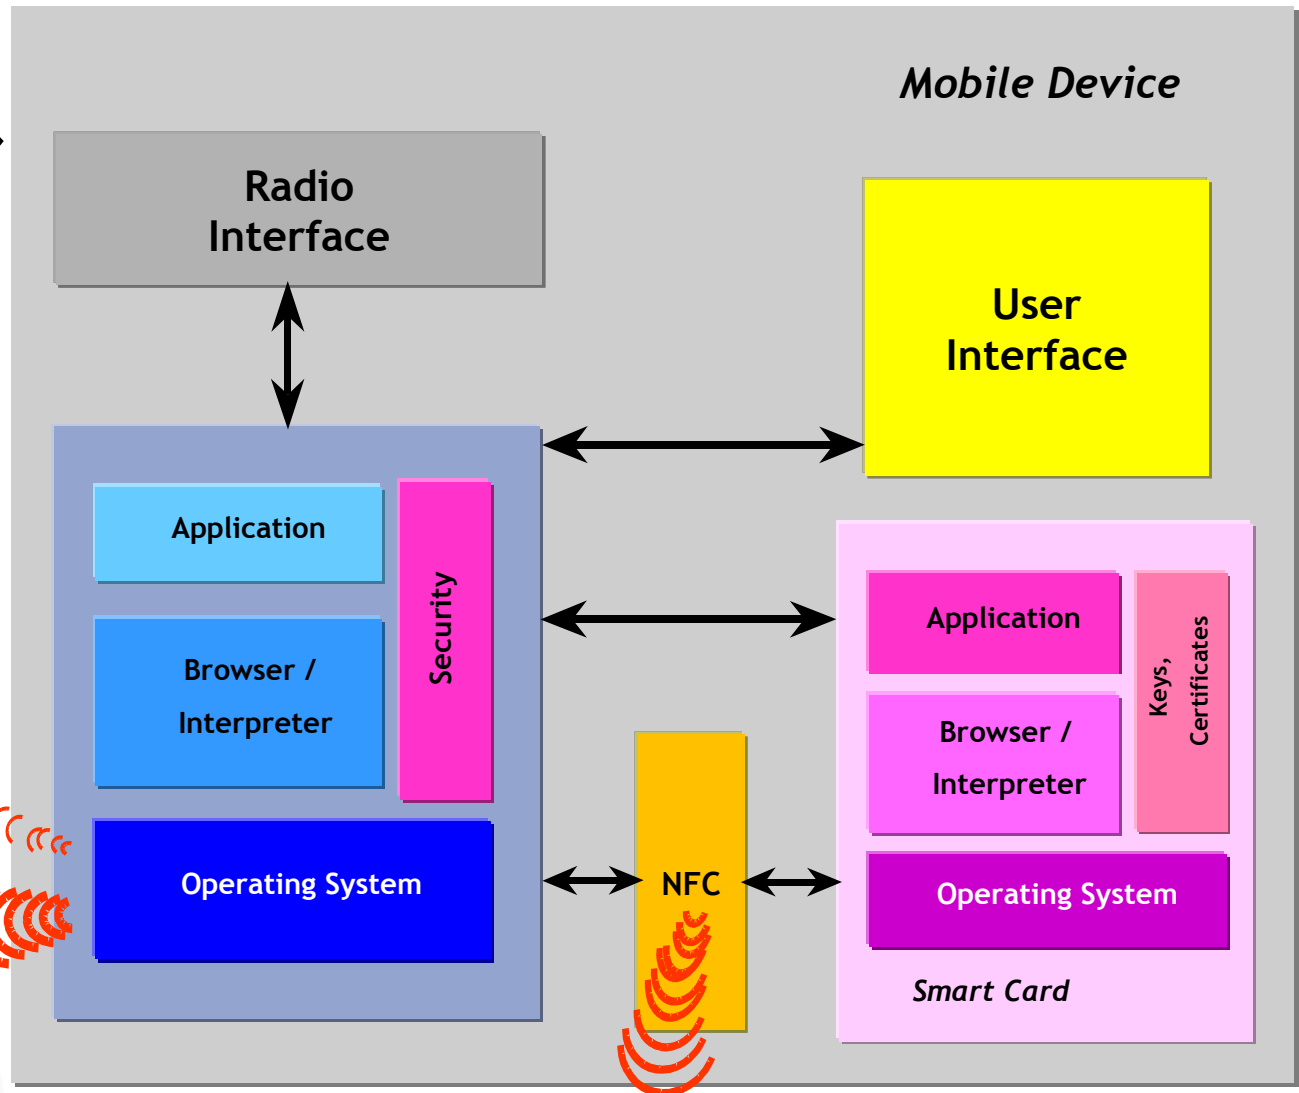 Mobile Device
Radio
Interface
User
Interface
Application
Security
Browser /
Interpreter
Operating System
NFC
Application
Keys,
Certificates
Browser /
Interpreter
Operating System
Smart Card